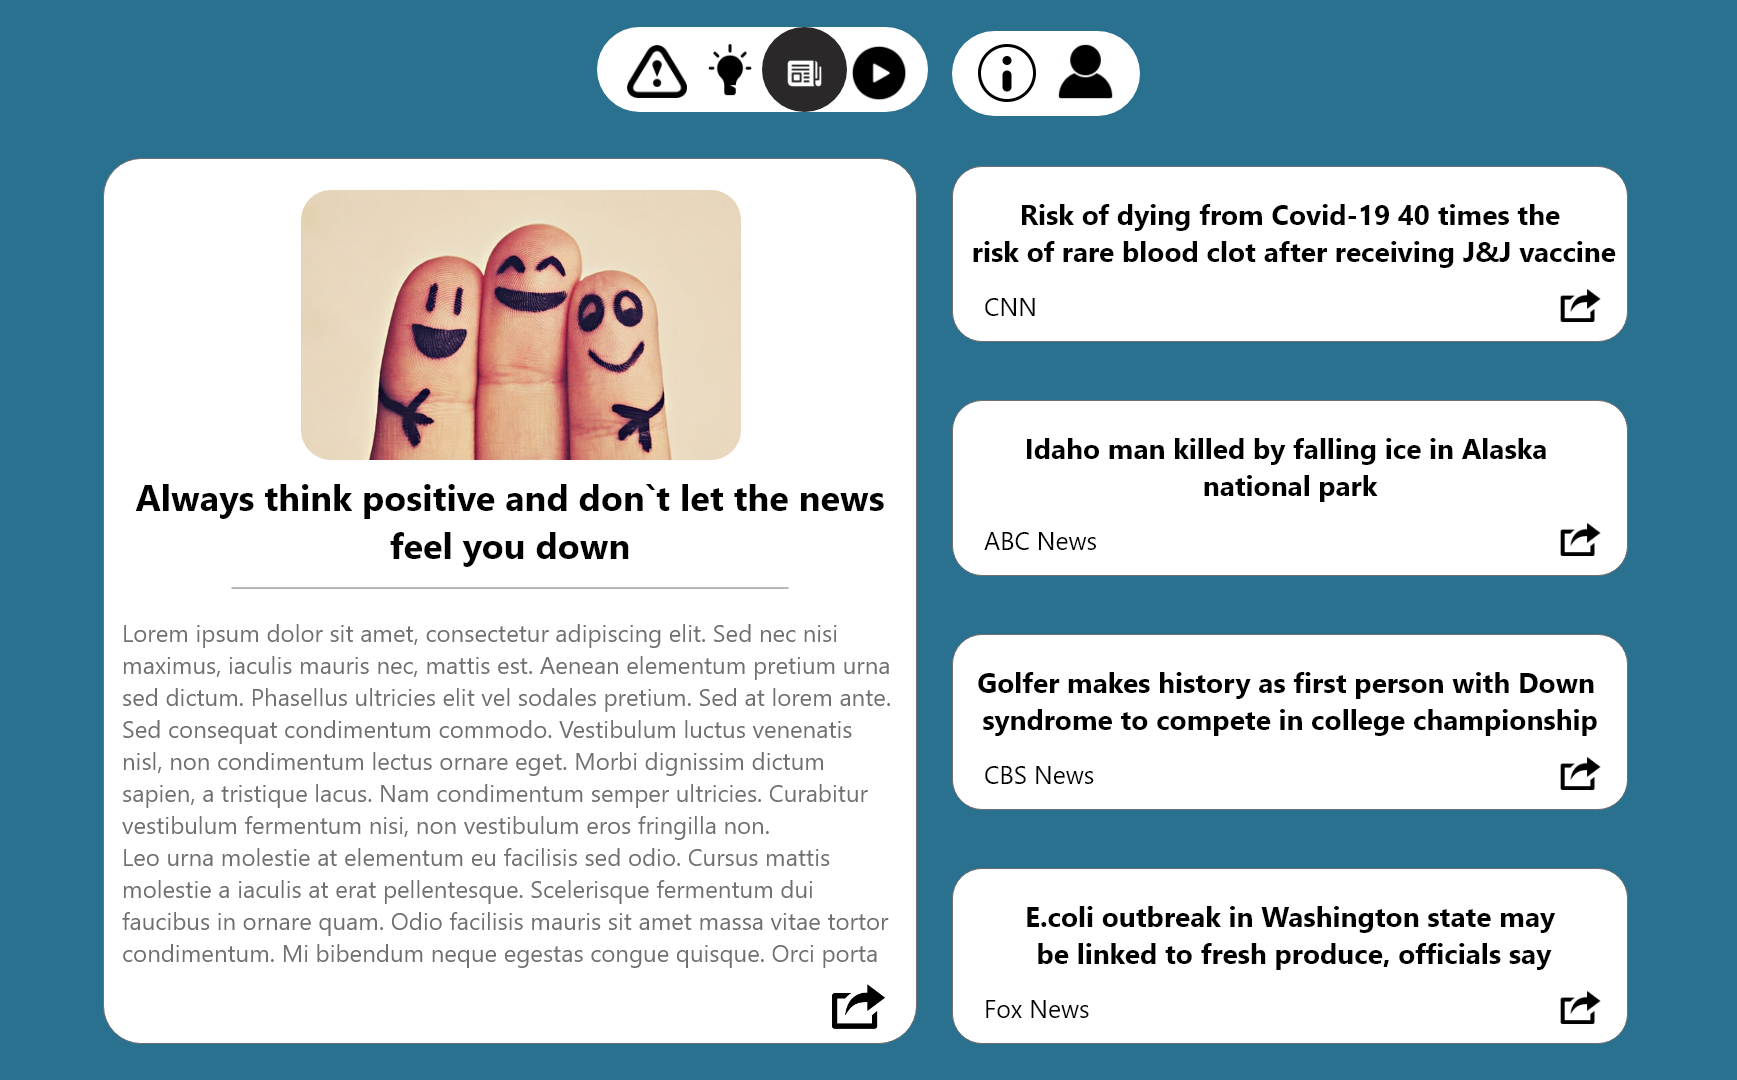 Always think positive and don`t let the news
feel you down
Lorem ipsum dolor sit amet, consectetur adipiscing elit. Sed nec nisi
maximus, iaculis mauris nec, mattis est. Aenean elementum pretium urna
sed dictum. Phasellus ultricies elit vel sodales pretium. Sed at lorem ante.
Sed consequat condimentum commodo. Vestibulum luctus venenatis
nisl, non condimentum lectus ornare eget. Morbi dignissim dictum
sapien, a tristique lacus. Nam condimentum semper ultricies. Curabitur
vestibulum fermentum nisi, non vestibulum eros fringilla non.
Leo urna molestie at elementum eu facilisis sed odio. Cursus mattis
molestie a iaculis at erat pellentesque. Scelerisque fermentum dui
faucibus in ornare quam. Odio facilisis mauris sit amet massa vitae tortor
condimentum. Mi bibendum neque egestas congue quisque. Orci porta
Risk of dying from Covid-19 40 times the
risk of rare blood clot after receiving J&J vaccine
CNN
Idaho man killed by falling ice in Alaska
national park
ABC News
Golfer makes history as first person with Down
syndrome to compete in college championship
CBS News
E.coli outbreak in Washington state may
be linked to fresh produce, officials say
Fox News